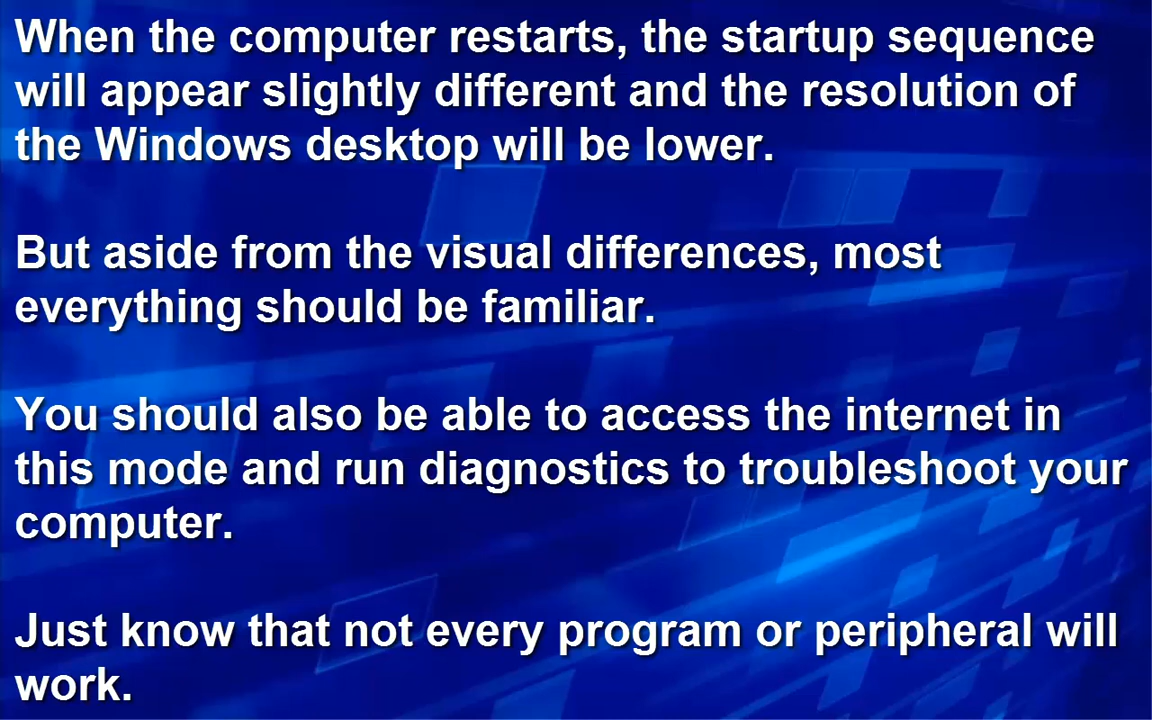 When the computer restarts, the startup sequence
will appear slightly different and the resolution of
the Windows desktop will be lower.
But aside from the visual differences, most
everything should be familiar.
You should also be able to access the internet in
this mode and run diagnostics to troubleshoot your
computer.
Just know that not every program or peripheral will
work.